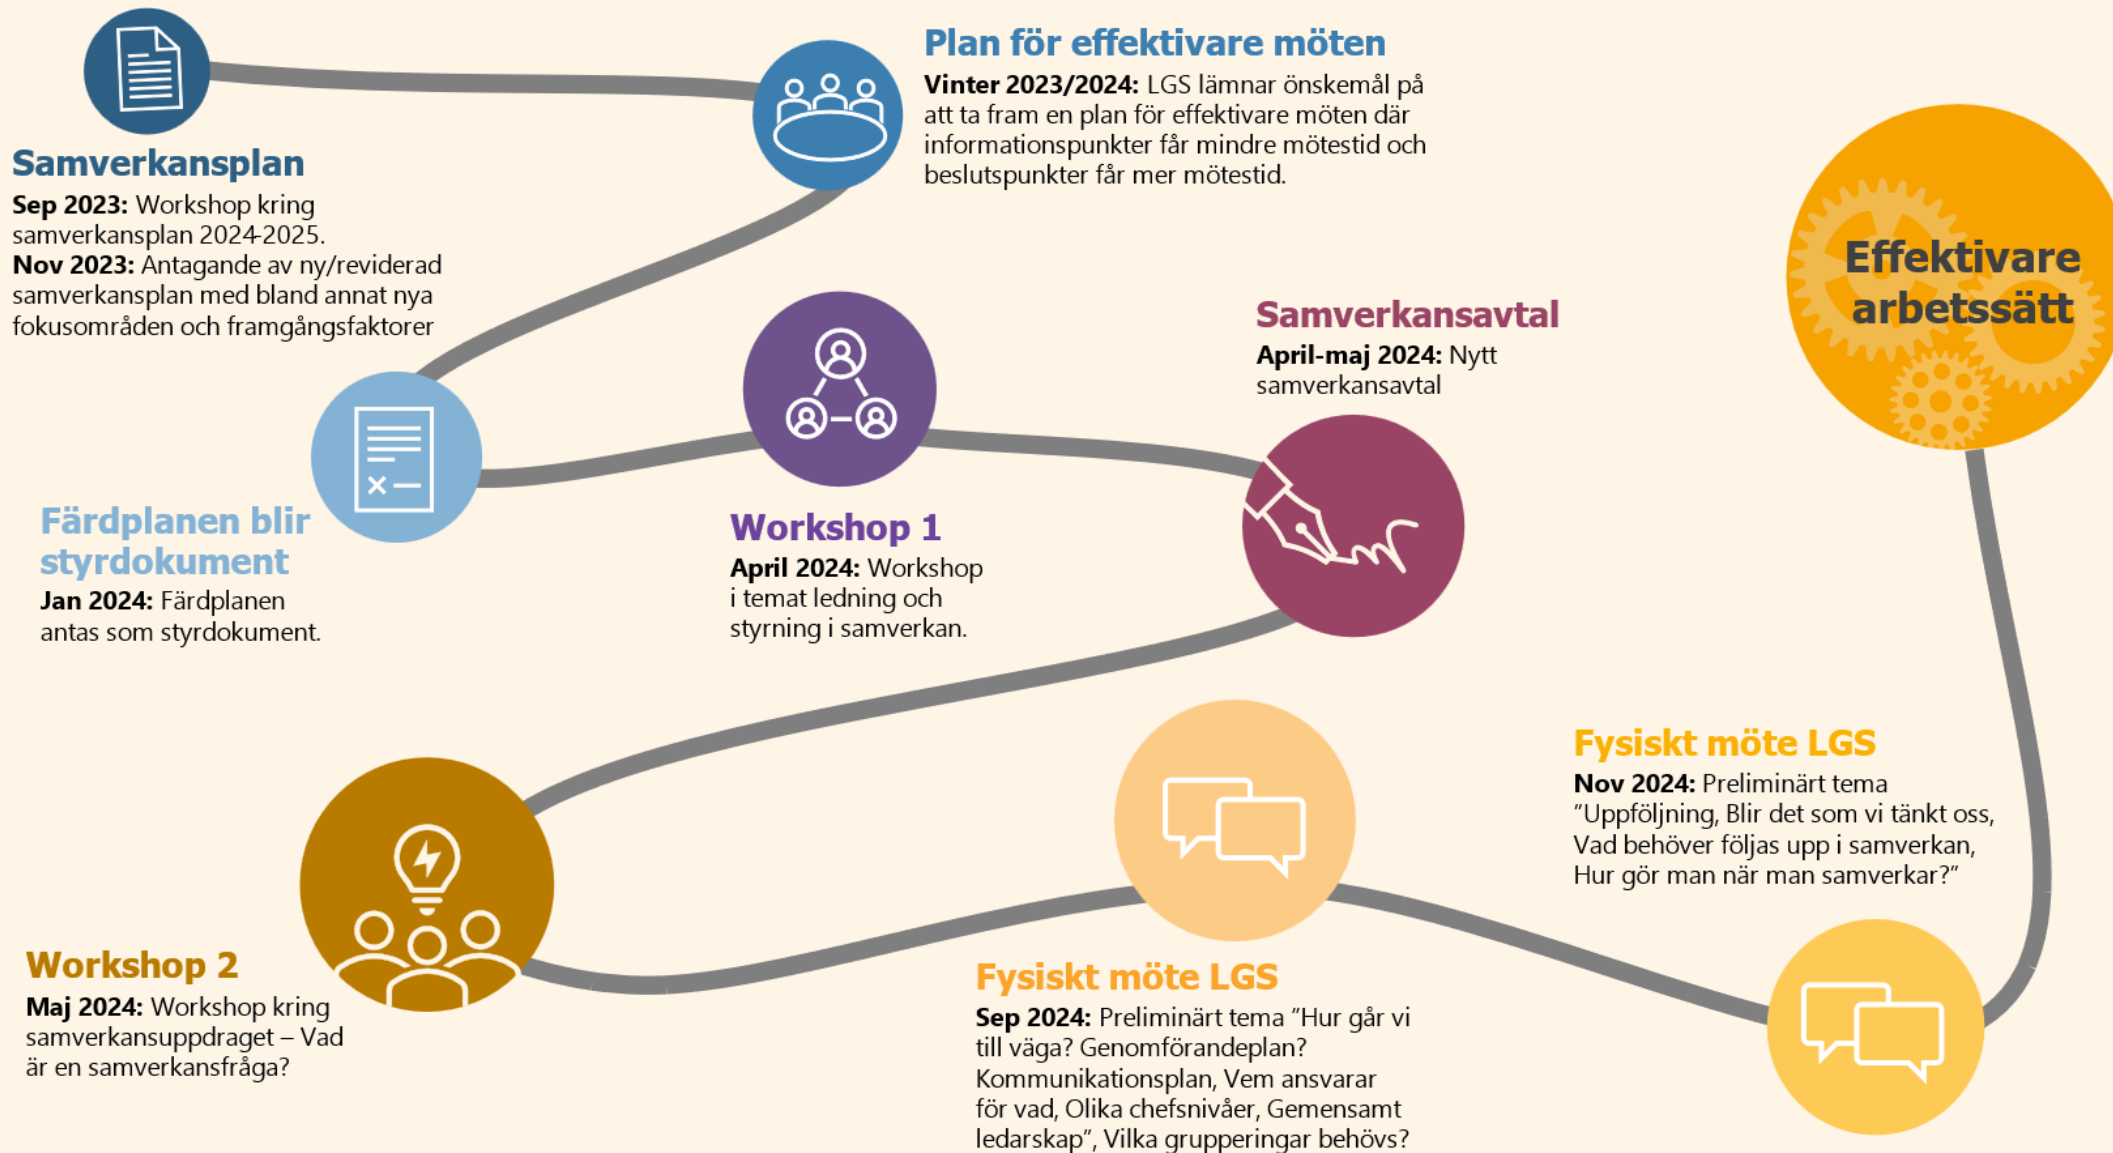 Samverkansplan
Sep 2023: Workshop kring
samverkansplan 2024-2025.
Nov 2023: Antagande av ny/reviderad
samverkansplan med bland annat nya
fokusområden och framgångsfaktorer
Plan för effektivare möten
Vinter 2023/2024: LGS lämnar önskemål på
att ta fram en plan för effektivare möten där
informationspunkter får mindre mötestid och
beslutspunkter får mer mötestid.
Färdplanen blir
styrdokument
Jan 2024: Färdplanen
antas som styrdokument.
Workshop 1
April 2024: Workshop
i temat ledning och
styrning i samverkan.
Samverkansavtal
April-maj 2024: Nytt
samverkansavtal
Workshop 2
Maj 2024: Workshop kring
samverkansuppdraget – Vad
är en samverkansfråga?
Fysiskt möte LGS
Sep 2024: Preliminärt tema "Hur går vi
till väga? Genomförandeplan?
Kommunikationsplan, Vem ansvarar
för vad, Olika chefsnivåer, Gemensamt
ledarskap", Vilka grupperingar behövs?
Fysiskt möte LGS
Nov 2024: Preliminärt tema
"Uppföljning, Blir det som vi tänkt oss,
Vad behöver följas upp i samverkan,
Hur gör man när man samverkar?"
Effektivare
arbetssätt